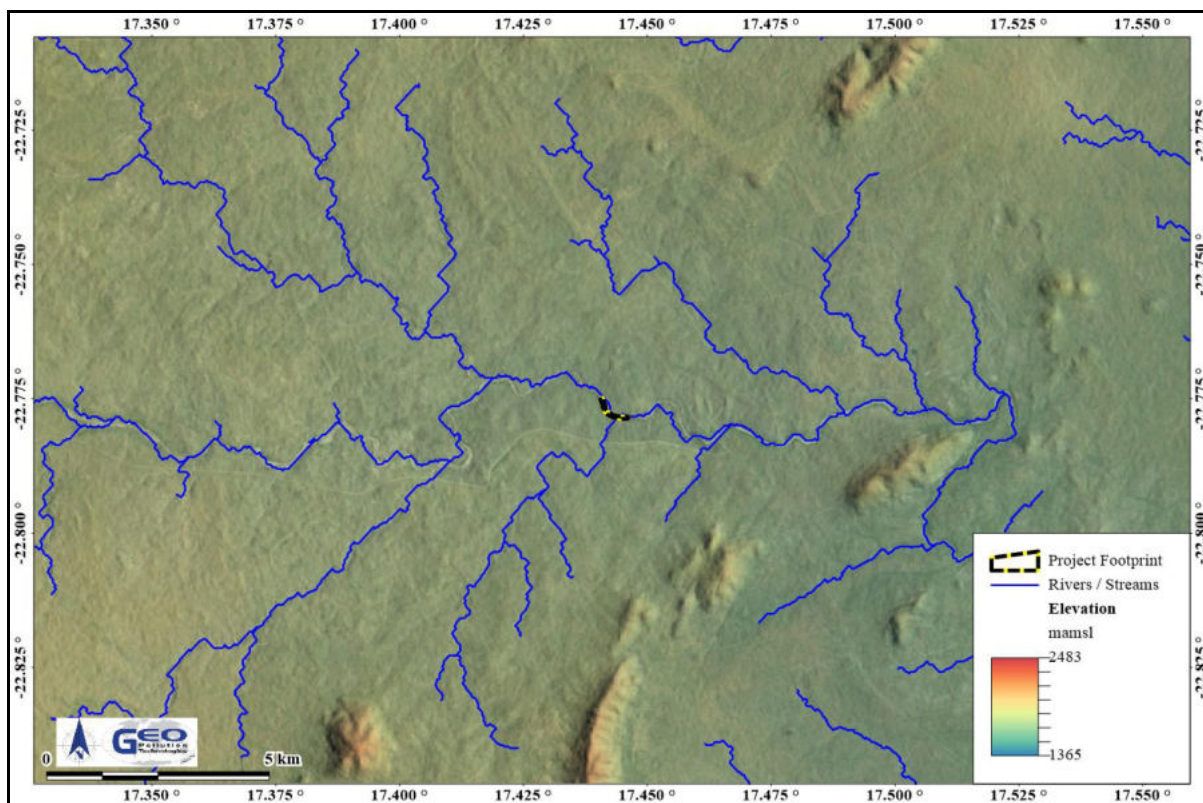 17.350 ° 17.375 ° 17.400 ° 17.425 ° 17.450 ° 17.475 ° 17.500 ° 17.525 ° 17.550 °
-22.725 ° -22.725 °
-22.750 ° -22.750 °
-22.775 ° -22.775 °
-22.800 ° -22.800 °
-22.825 ° -22.825 °
Project Footprint
Rivers / Streams
Elevation
mamsl
2483
1365
GEO
Pollution
Technologies
0 5 km
17.350 ° 17.375 ° 17.400 ° 17.425 ° 17.450 ° 17.475 ° 17.500 ° 17.525 ° 17.550 °